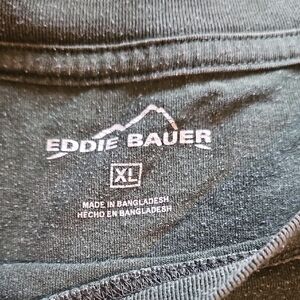 EDDIE BAUER
XL
MADE IN BANGLADESH
HECHO EN BANGLADESH